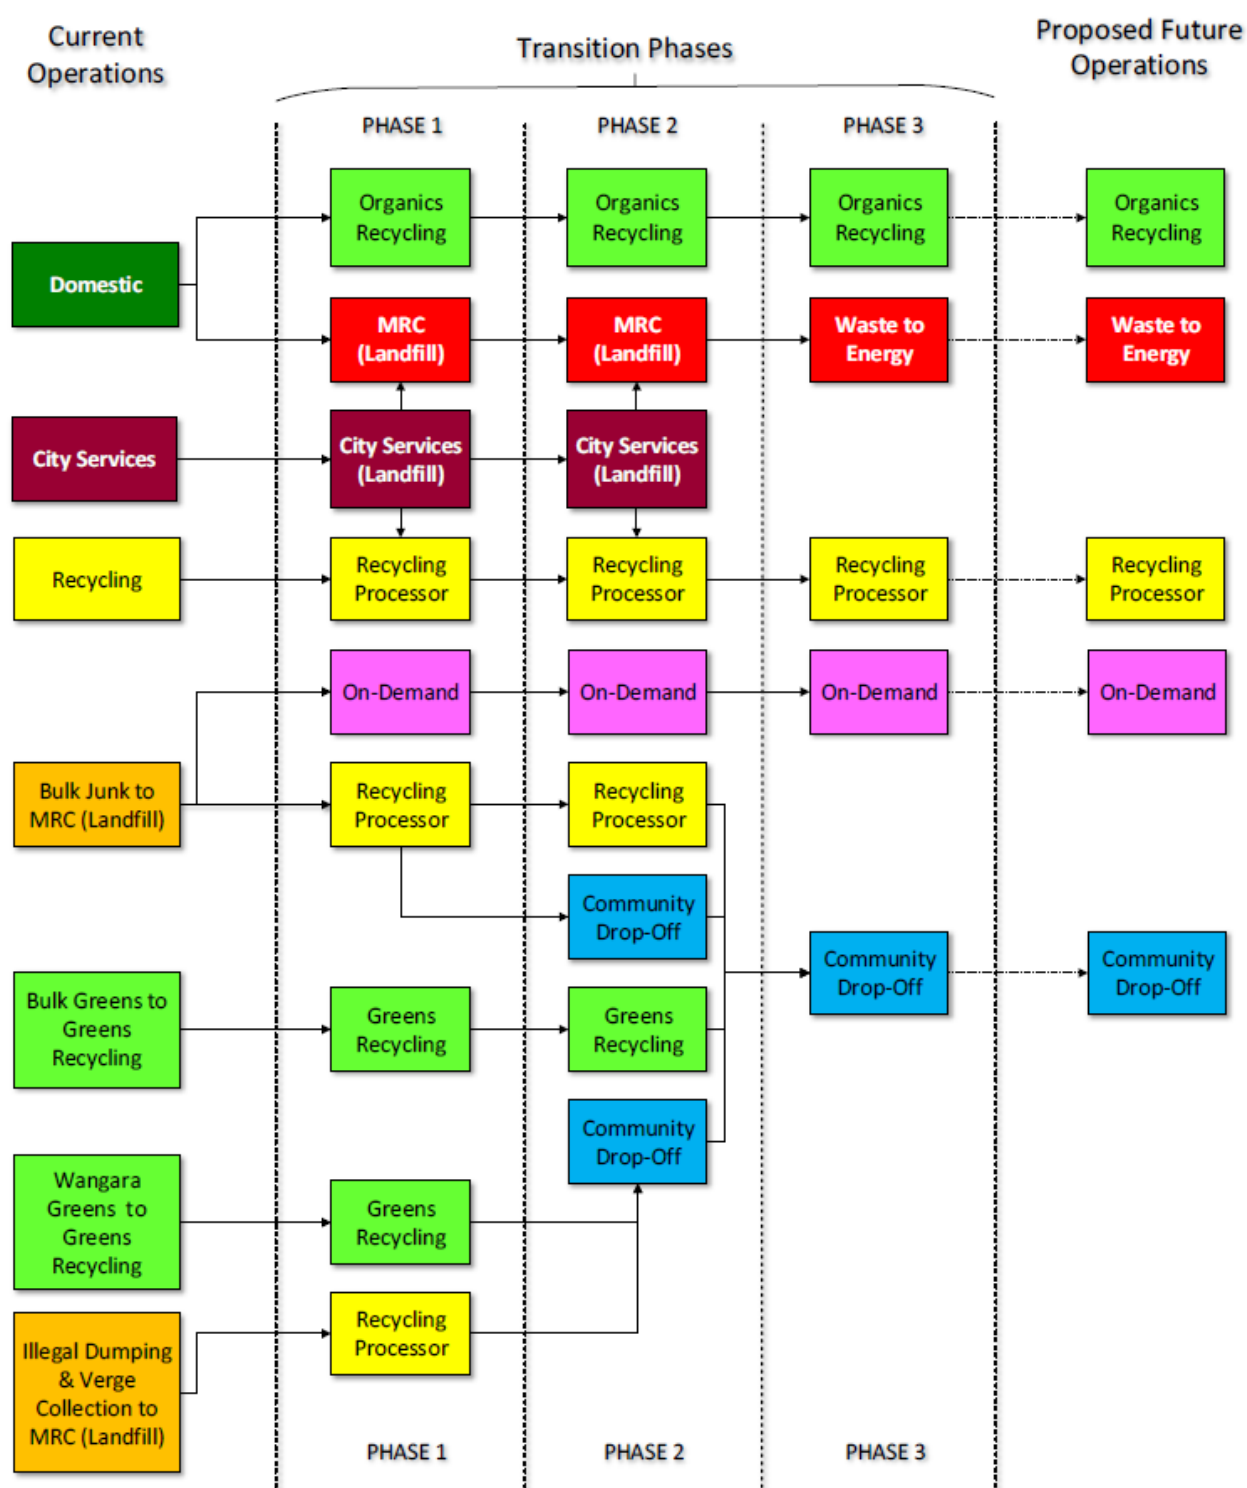 Current
Operations
Transition Phases
Proposed Future
Operations
PHASE 1
PHASE 2
PHASE 3
Domestic
Organics
Recycling
Organics
Recycling
Organics
Recycling
Organics
Recycling
MRC
(Landfill)
MRC
(Landfill)
Waste to
Energy
Waste to
Energy
City Services
City Services
(Landfill)
City Services
(Landfill)
Recycling
Recycling
Processor
Recycling
Processor
Recycling
Processor
Recycling
Processor
On-Demand
On-Demand
On-Demand
On-Demand
Bulk Junk to
MRC (Landfill)
Recycling
Processor
Recycling
Processor
Community
Drop-Off
Community
Drop-Off
Community
Drop-Off
Bulk Greens to
Greens
Recycling
Greens
Recycling
Greens
Recycling
Community
Drop-Off
Wangara
Greens to
Greens
Recycling
Greens
Recycling
Illegal Dumping
& Verge
Collection to
MRC (Landfill)
Recycling
Processor
PHASE 1
PHASE 2
PHASE 3